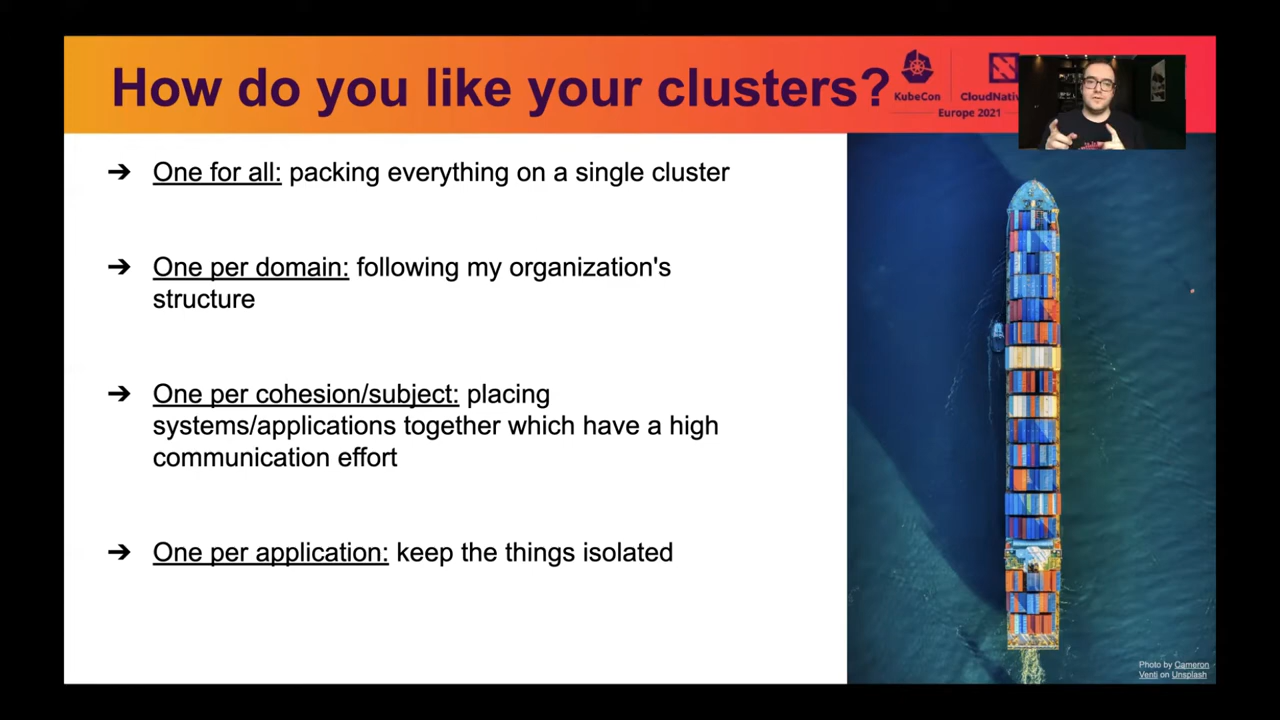 How do you like your clusters?
KubeCon
CloudNativ
Europe 2021
➔ One for all: packing everything on a single cluster
➔ One per domain: following my organization's
structure
➔ One per cohesion/subject: placing
systems/applications together which have a high
communication effort
➔ One per application: keep the things isolated
Photo by Cameron
Venti on Unsplash